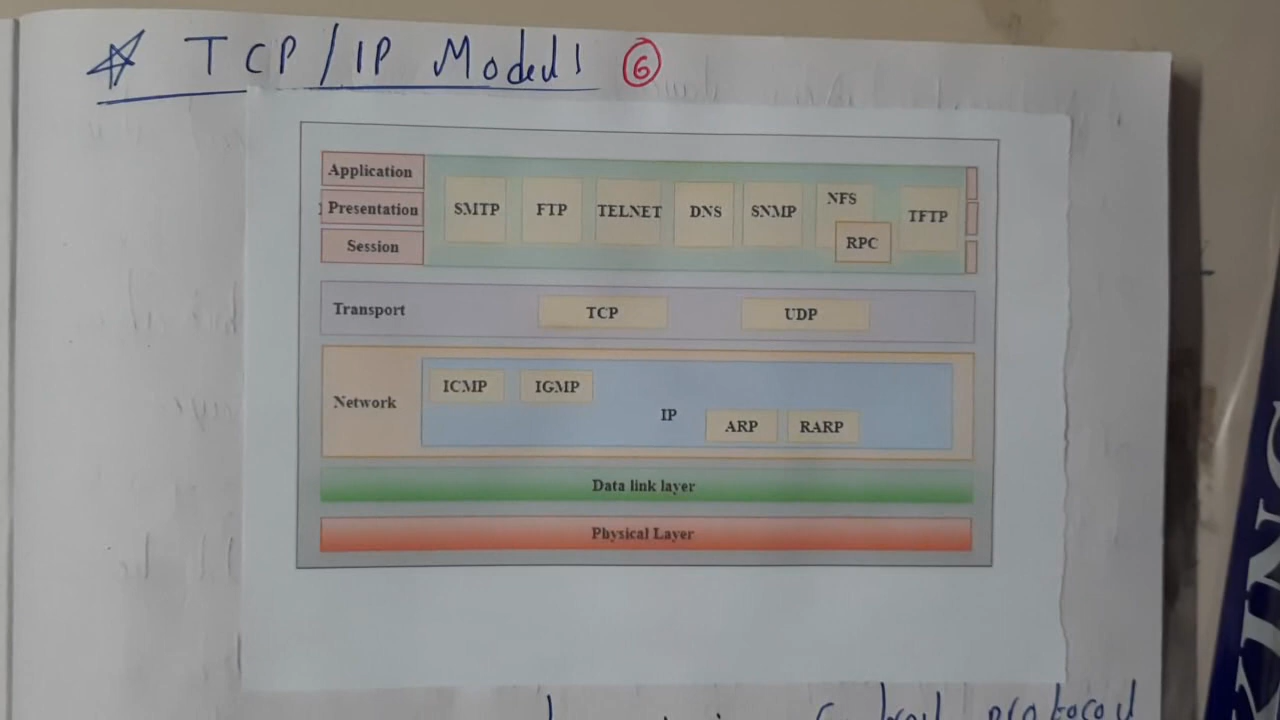 TCP/IP Model 6
Application
Presentation
Session
SMTP FTP TELNET DNS SNMP NFS RPC TFTP
Transport TCP UDP
Network ICMP IGMP IP ARP RARP
Data link layer
Physical Layer
protocol
KING